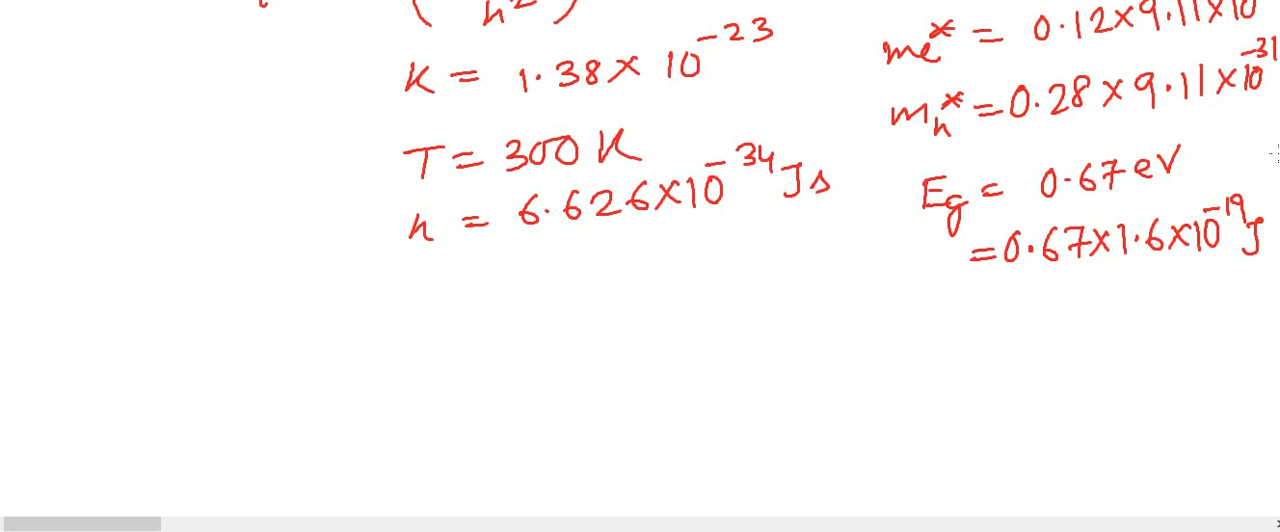 K = 1.38 × 10^-23
T = 300 K
h = 6.626×10^-34 Js
me* = 0.12×9.11×10
mh* = 0.28×9.11×10^-31
Eg = 0.67 eV
= 0.67×1.6×10^-19 J